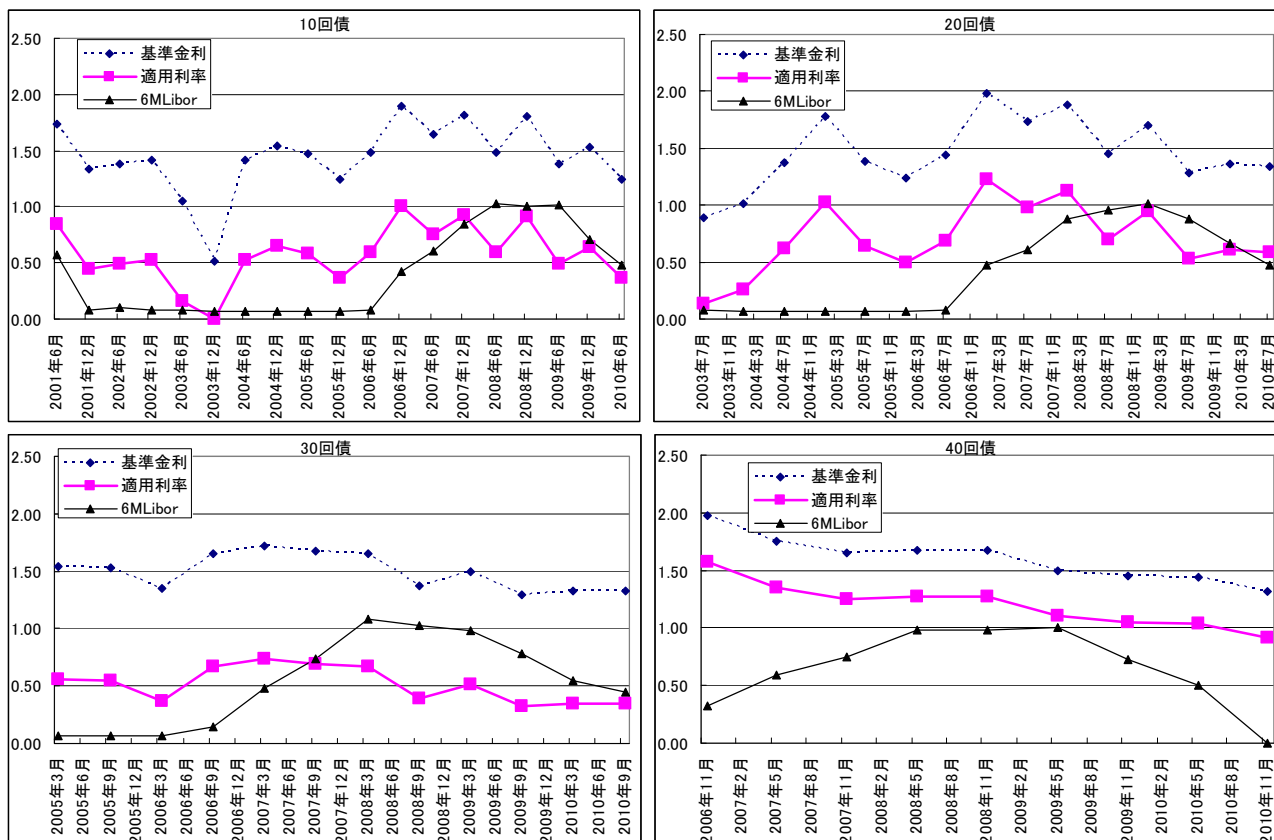 10回債
2.50
2.00
1.50
1.00
0.50
0.00
基準金利
適用利率
6MLibor
2001年6月
2001年12月
2002年6月
2002年12月
2003年6月
2003年12月
2004年6月
2004年12月
2005年6月
2005年12月
2006年6月
2006年12月
2007年6月
2007年12月
2008年6月
2008年12月
2009年6月
2009年12月
2010年6月
20回債
2.50
2.00
1.50
1.00
0.50
0.00
基準金利
適用利率
6MLibor
2003年7月
2003年11月
2004年3月
2004年7月
2004年11月
2005年3月
2005年7月
2005年11月
2006年3月
2006年7月
2006年11月
2007年3月
2007年7月
2007年11月
2008年3月
2008年7月
2008年11月
2009年3月
2009年7月
2009年11月
2010年3月
2010年7月
30回債
2.50
2.00
1.50
1.00
0.50
0.00
基準金利
適用利率
6MLibor
2005年3月
2005年6月
2005年9月
2005年12月
2006年3月
2006年6月
2006年9月
2006年12月
2007年3月
2007年6月
2007年9月
2007年12月
2008年3月
2008年6月
2008年9月
2008年12月
2009年3月
2009年6月
2009年9月
2009年12月
2010年3月
2010年6月
2010年9月
40回債
2.50
2.00
1.50
1.00
0.50
0.00
基準金利
適用利率
6MLibor
2006年11月
2007年2月
2007年5月
2007年8月
2007年11月
2008年2月
2008年5月
2008年8月
2008年11月
2009年2月
2009年5月
2009年8月
2009年11月
2010年2月
2010年5月
2010年8月
2010年11月